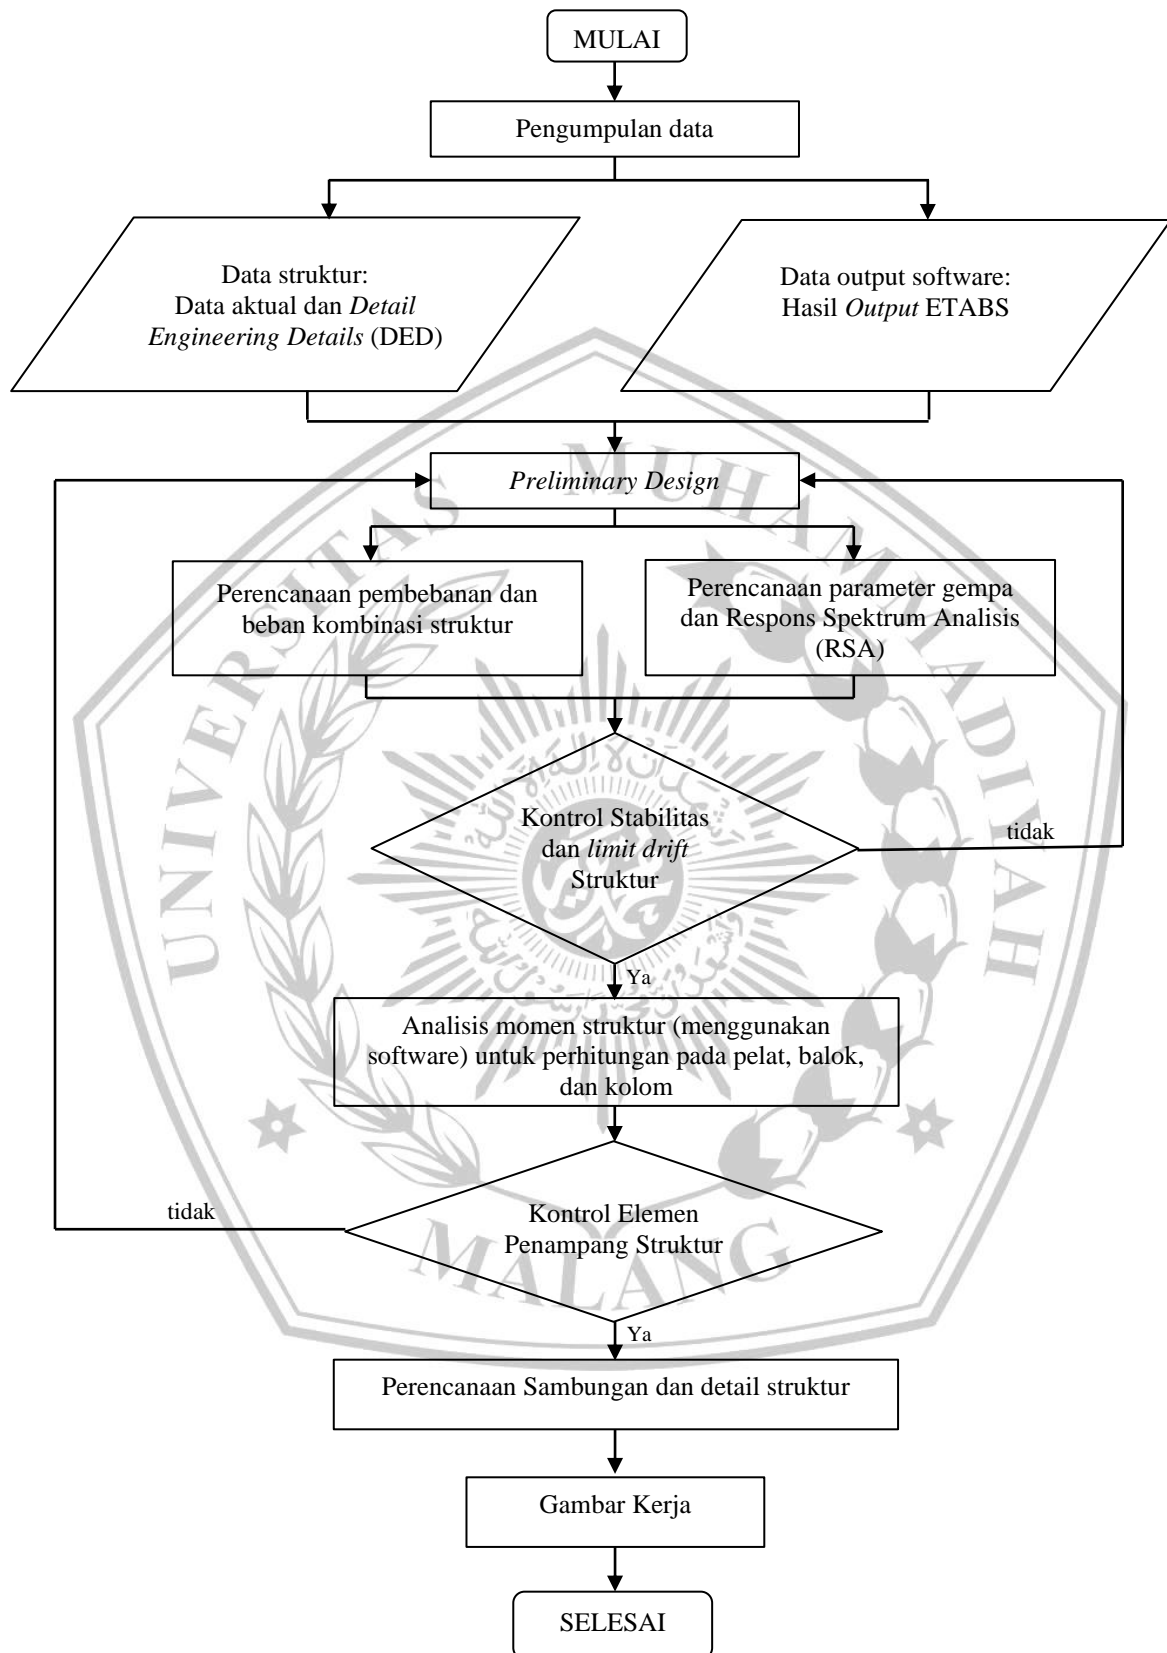 MULAI
Pengumpulan data
Data struktur:
Data aktual dan Detail
Engineering Details (DED)
Data output software:
Hasil Output ETABS
Preliminary Design
Perencanaan pembebanan dan
beban kombinasi struktur
Perencanaan parameter gempa
dan Respons Spektrum Analisis
(RSA)
Kontrol Stabilitas
dan limit drift
Struktur
tidak
Ya
Analisis momen struktur (menggunakan
software) untuk perhitungan pada pelat, balok,
dan kolom
Kontrol Elemen
Penampang Struktur
tidak
Ya
Perencanaan Sambungan dan detail struktur
Gambar Kerja
SELESAI
UNIVERSITAS MUHAMMADIYAH
MALANG